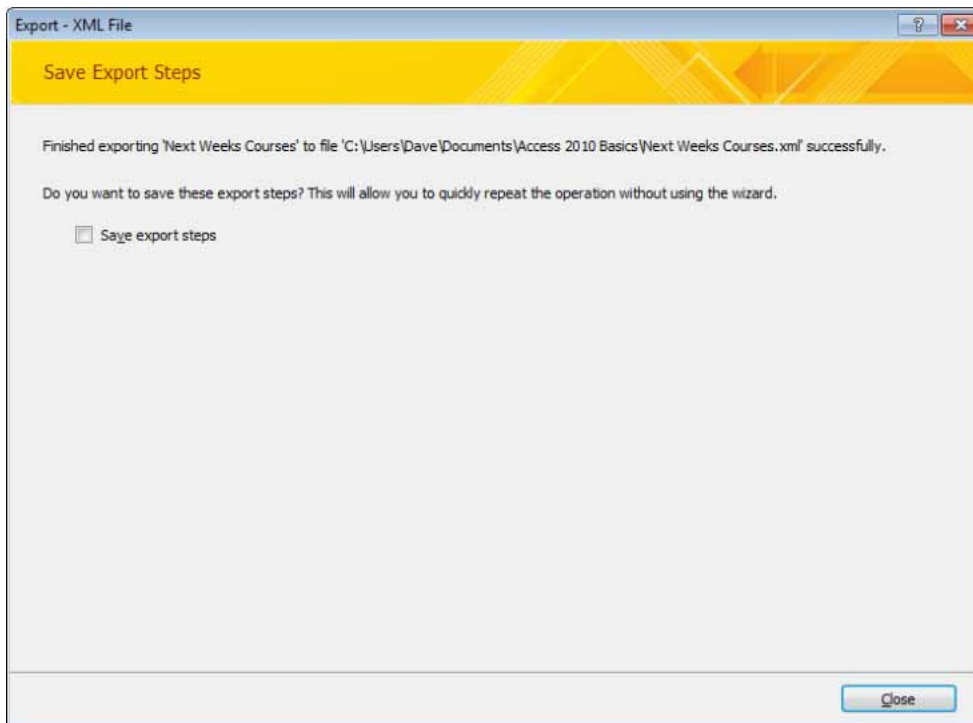 Export - XML File
Save Export Steps
Finished exporting 'Next Weeks Courses' to file 'C:\Users\Dave\Documents\Access 2010 Basics\Next Weeks Courses.xml' successfully.
Do you want to save these export steps? This will allow you to quickly repeat the operation without using the wizard.
Save export steps
Close